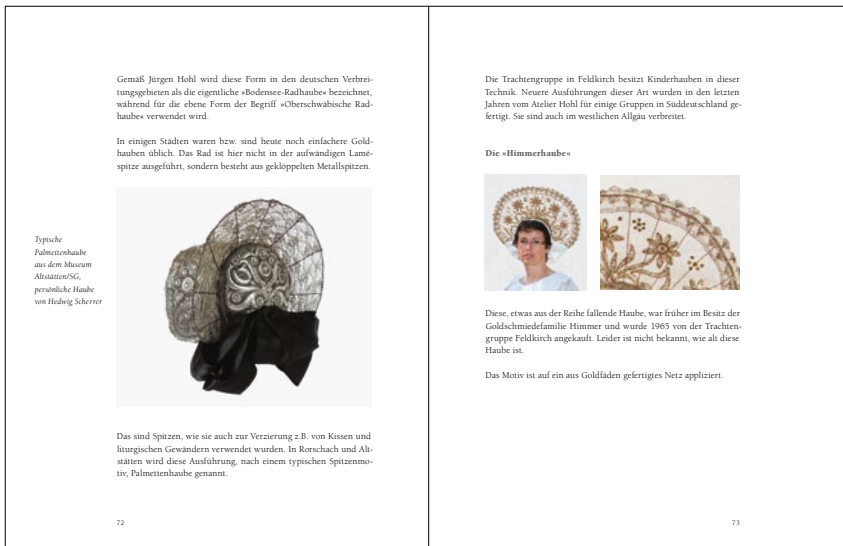 Gemäß Jürgen Hohl wird diese Form in den deutschen Verbrei-
tungsgebieten als die eigentliche »Bodensee-Radhaube« bezeichnet,
während für die ebene Form der Begriff »Oberschwäbische Rad-
haube« verwendet wird.
In einigen Städten waren bzw. sind heute noch einfachere Gold-
hauben üblich. Das Rad ist hier nicht in der aufwändigen Lamé-
spitze ausgeführt, sondern besteht aus geklöppelten Metallspitzen.
Typische
Palmettenhaube
aus dem Museum
Altstätten/SG,
persönliche Haube
von Hedwig Scherrer
Das sind Spitzen, wie sie auch zur Verzierung z.B. von Kissen und
liturgischen Gewändern verwendet wurden. In Rorschach und Alt-
stätten wird diese Ausführung, nach einem typischen Spitzenmo-
tiv, Palmettenhaube genannt.
72
Die Trachtengruppe in Feldkirch besitzt Kinderhauben in dieser
Technik. Neuere Ausführungen dieser Art wurden in den letzten
Jahren vom Atelier Hohl für einige Gruppen in Süddeutschland ge-
fertigt. Sie sind auch im westlichen Allgäu verbreitet.
Die »Himmerhaube«
Diese, etwas aus der Reihe fallende Haube, war früher im Besitz der
Goldschmiedefamilie Himmer und wurde 1965 von der Trachten-
gruppe Feldkirch angekauft. Leider ist nicht bekannt, wie alt diese
Haube ist.
Das Motiv ist auf ein aus Goldfäden gefertigtes Netz appliziert.
73